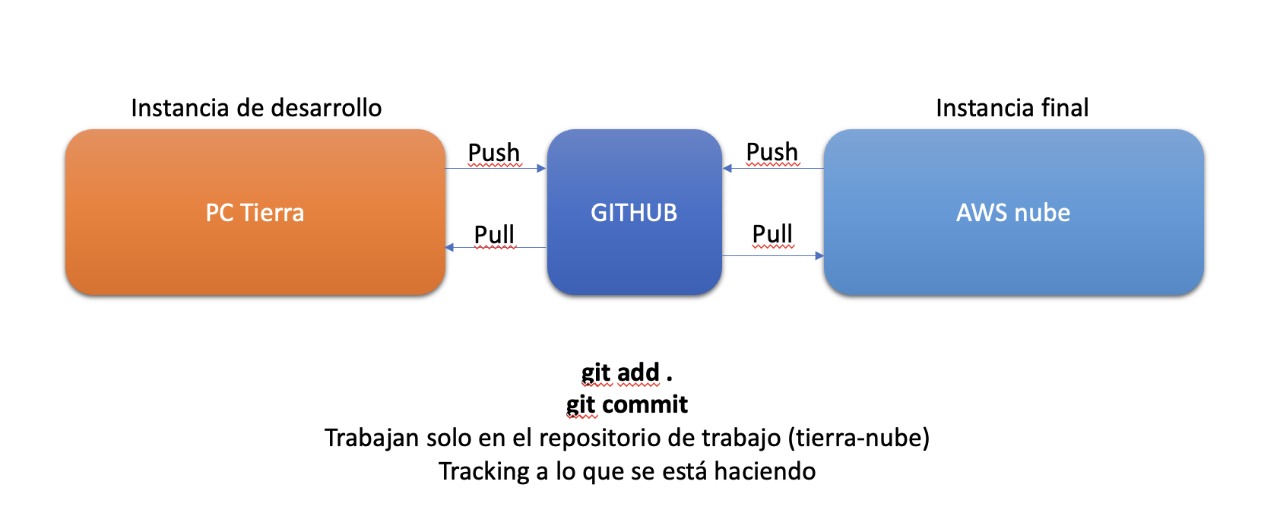 Instancia de desarrollo
Instancia final
Push
Push
PC Tierra
GITHUB
AWS nube
Pull
Pull
git add .
git commit
Trabajan solo en el repositorio de trabajo (tierra-nube)
Tracking a lo que se está haciendo